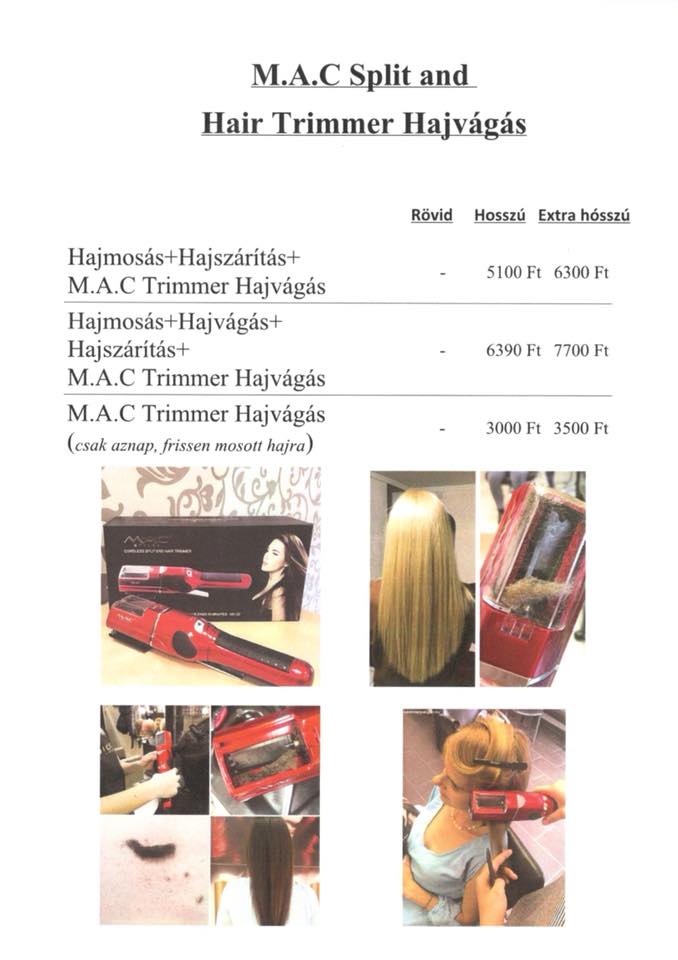 M.A.C Split and
Hair Trimmer Hajvágás
Rövid Hosszú Extra hósszú
Hajmosás+Hajszárítás+
M.A.C Trimmer Hajvágás - 5100 Ft 6300 Ft
Hajmosás+Hajvágás+
Hajszárítás+ - 6390 Ft 7700 Ft
M.A.C Trimmer Hajvágás
M.A.C Trimmer Hajvágás - 3000 Ft 3500 Ft
(csak aznap, frissen mosott hajra)
CORDLESS SPLIT END HAIR TRIMMER